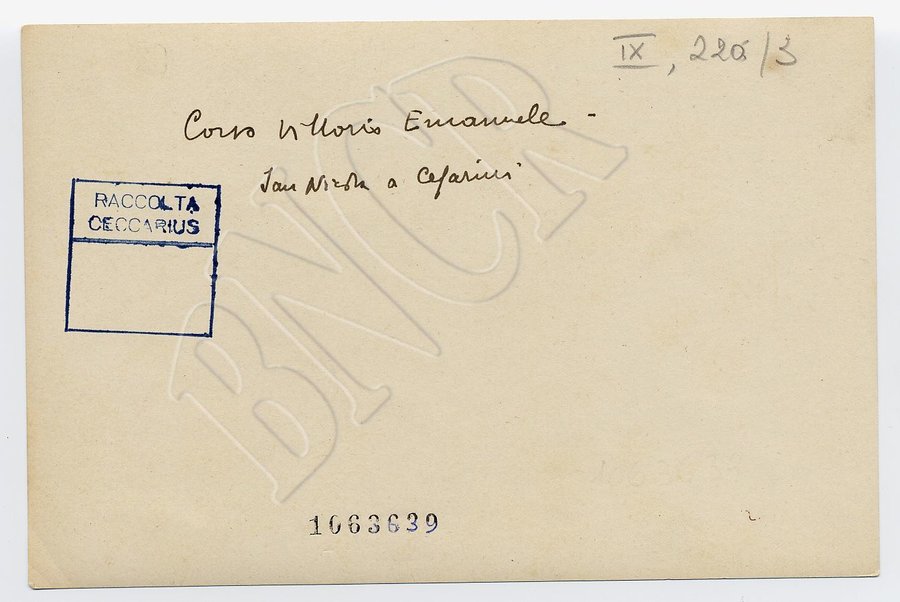 IX, 220/3
Corso Vittorio Emanuele -
San Nicola a Cesarini
RACCOLTA
CECCARIUS
BNCR
1063639